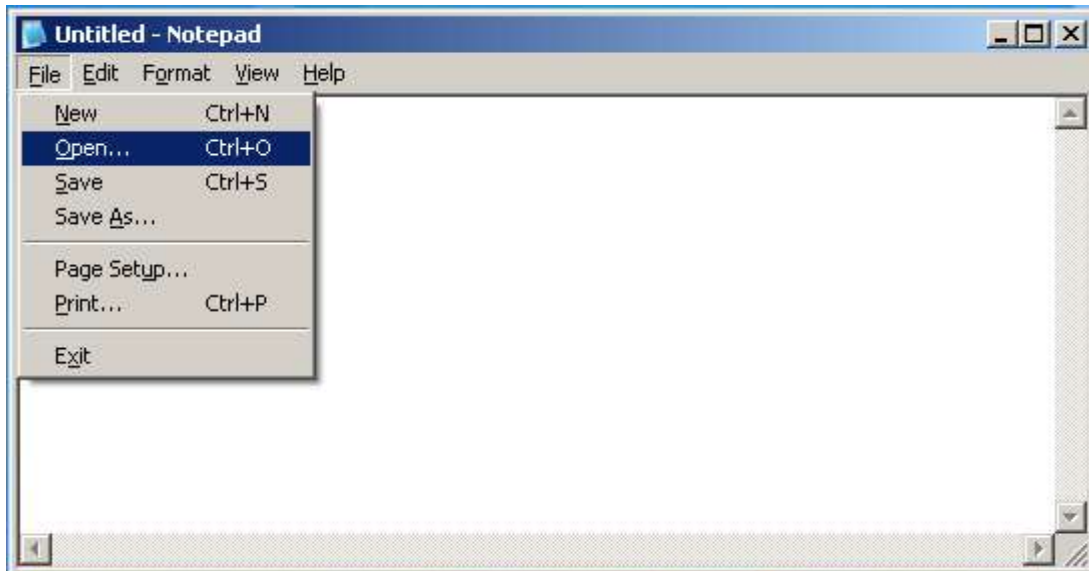 Untitled - Notepad
File Edit Format View Help
New Ctrl+N
Open... Ctrl+O
Save Ctrl+S
Save As...
Page Setup...
Print... Ctrl+P
Exit